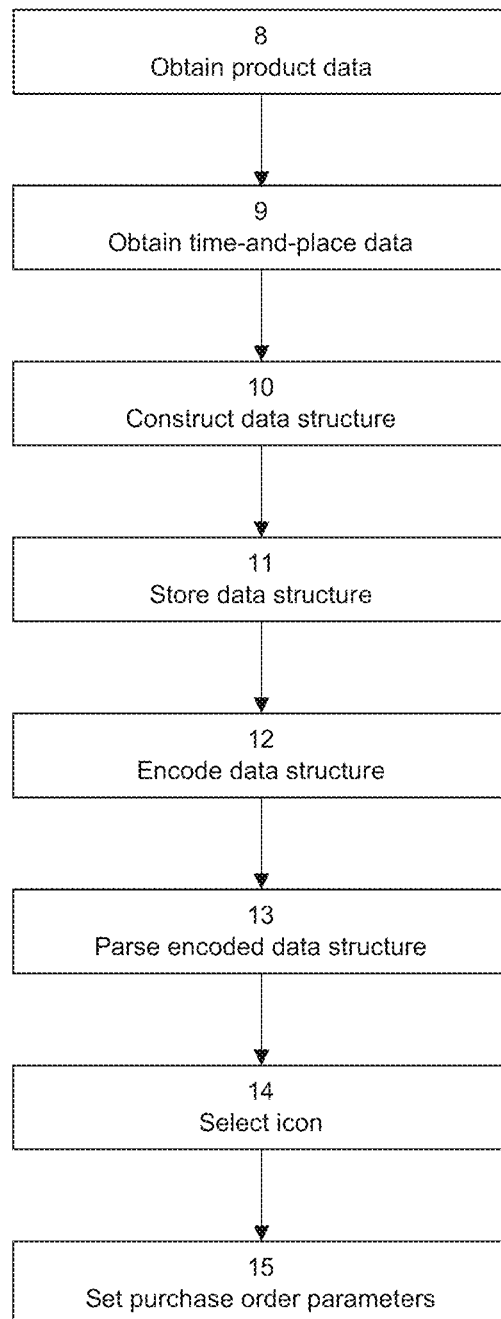 8
Obtain product data
9
Obtain time-and-place data
10
Construct data structure
11
Store data structure
12
Encode data structure
13
Parse encoded data structure
14
Select icon
15
Set purchase order parameters